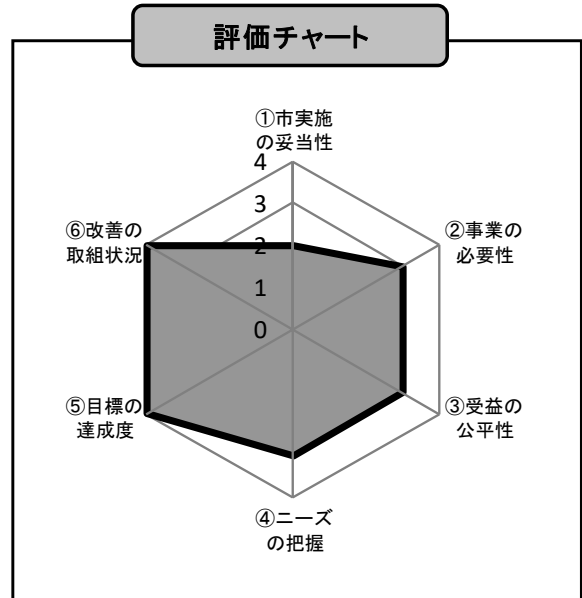 評価チャート
①市実施
の妥当性
4
3
2
1
0
②事業の
必要性
③受益の
公平性
④ニーズ
の把握
⑤目標の
達成度
⑥改善の
取組状況